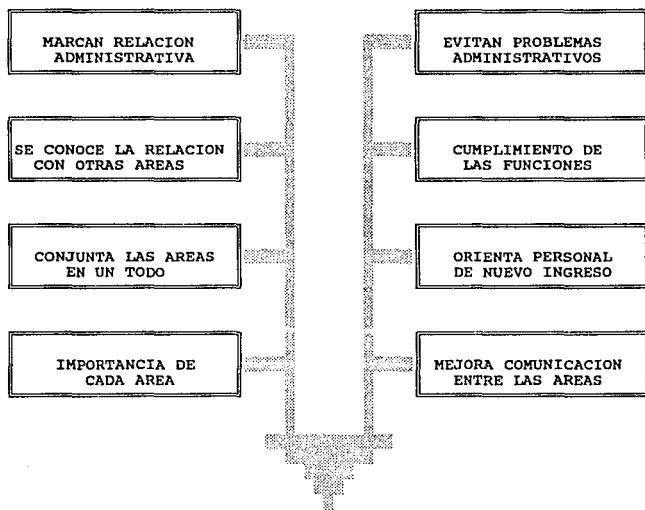 MARCAN RELACION
ADMINISTRATIVA
EVITAN PROBLEMAS
ADMINISTRATIVOS
SE CONOCE LA RELACION
CON OTRAS AREAS
CUMPLIMIENTO DE
LAS FUNCIONES
CONJUNTA LAS AREAS
EN UN TODO
ORIENTA PERSONAL
DE NUEVO INGRESO
IMPORTANCIA DE
CADA AREA
MEJORA COMUNICACION
ENTRE LAS AREAS